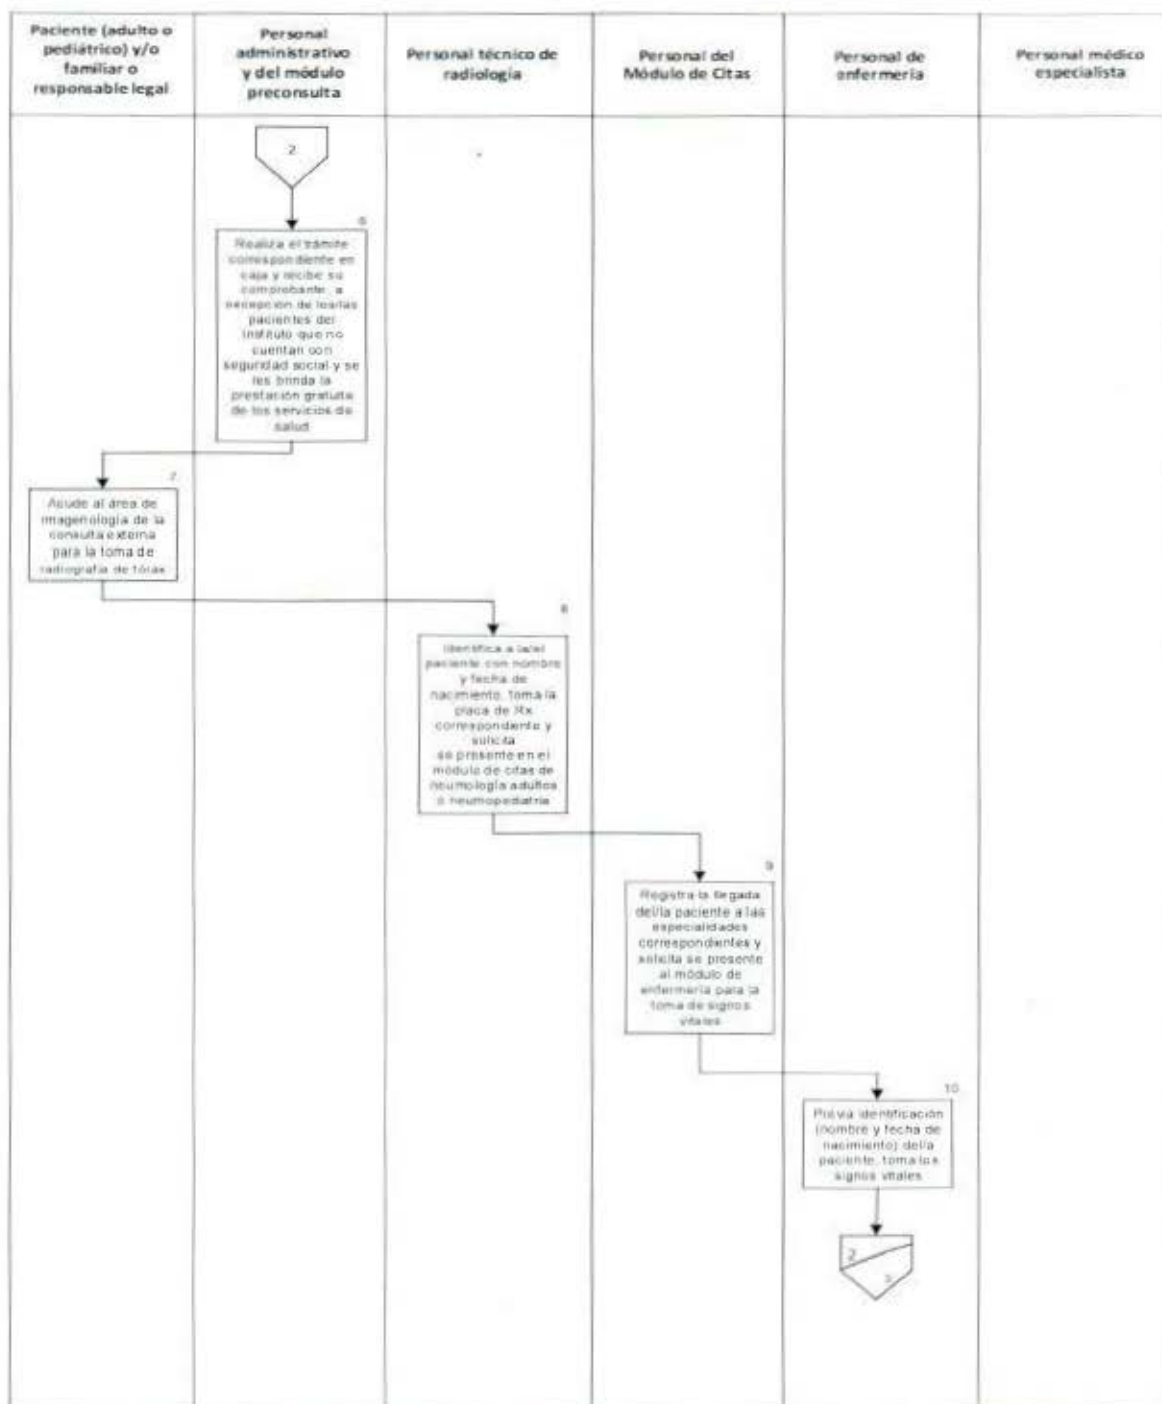 Paciente (adulto o
pediátrico) y/o
familiar o
responsable legal
Personal
administrativo
y del módulo
preconsulta
Personal técnico de
radiología
Personal del
Módulo de Citas
Personal de
enfermería
Personal médico
especialista
2
6
Realiza el trámite
correspondiente en
caja y recibe su
comprobante, a
excepción de los/las
pacientes del
Instituto que no
cuentan con
seguridad social y se
les brinda la
prestación gratuita
de los servicios de
salud
7
Acude al área de
imagenología de la
consulta externa
para la toma de
radiografía de tórax
8
Identifica a la/el
paciente con nombre
y fecha de
nacimiento, toma la
placa de Rx
correspondiente y
solicita
se presente en el
módulo de citas de
neumología adultos
o neumopediatría
9
Registra la llegada
del/la paciente a las
especialidades
correspondientes y
solicita se presente
al módulo de
enfermería para la
toma de signos
vitales
10
Previa identificación
(nombre y fecha de
nacimiento) del/la
paciente, toma los
signos vitales
2
3